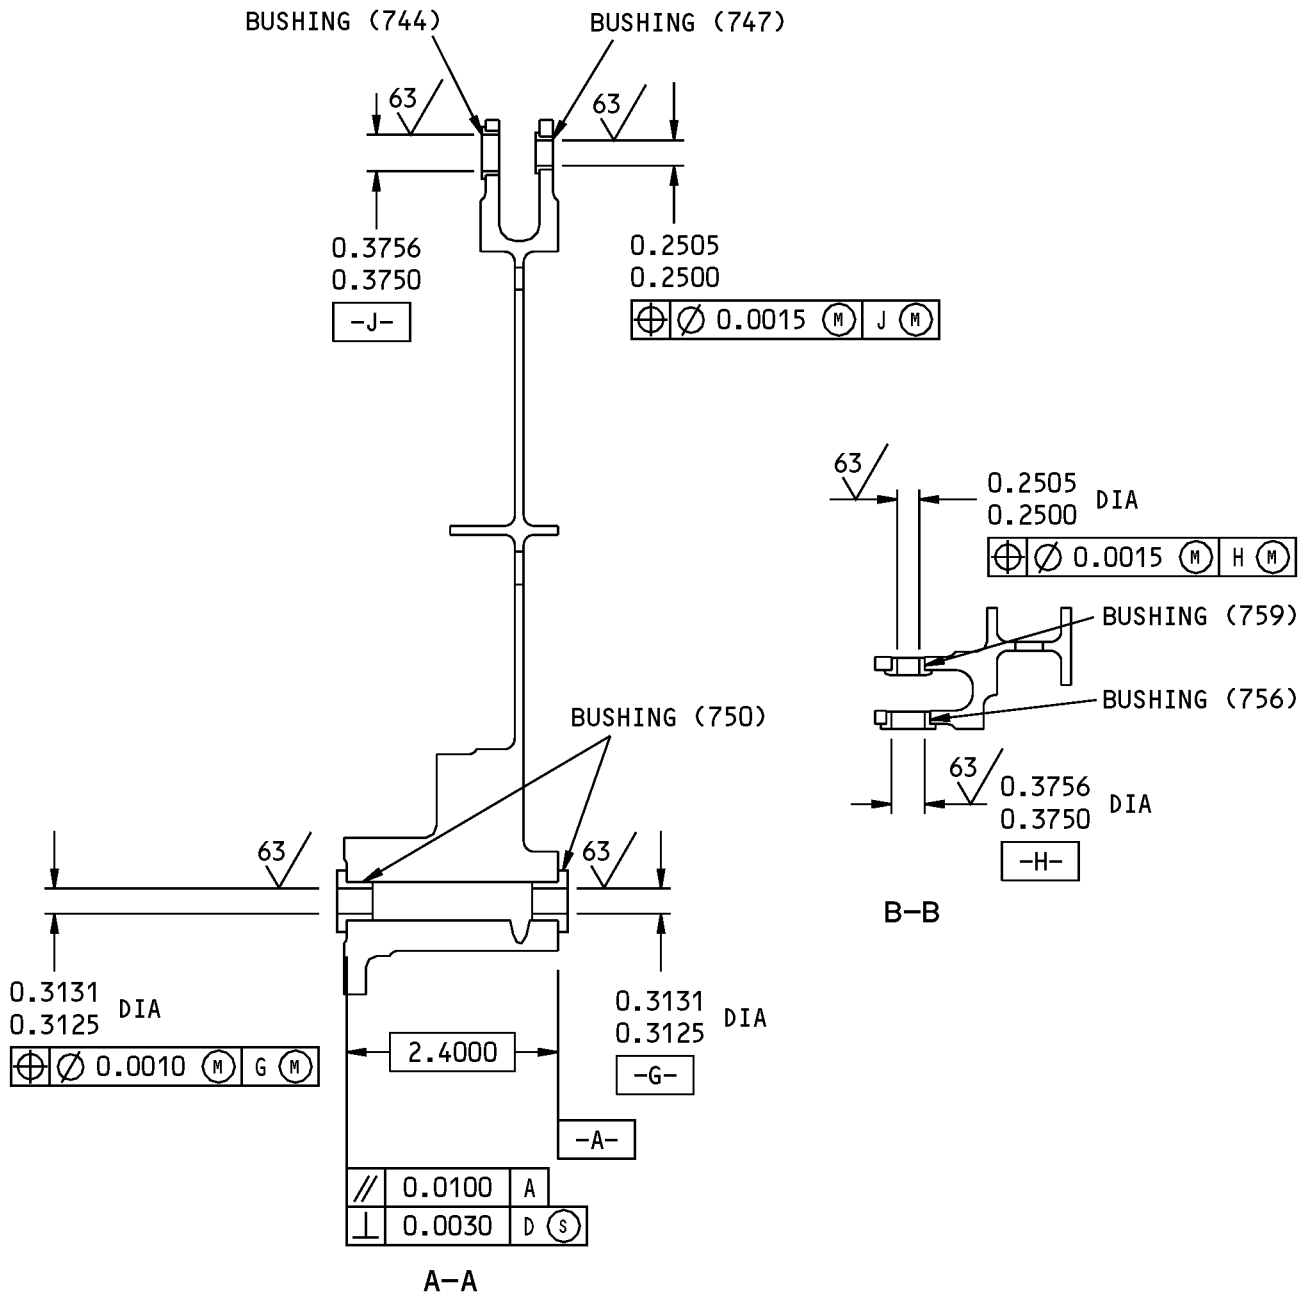 BUSHING (744)
BUSHING (747)
63
63
0.3756
0.3750
-J-
0.2505
0.2500
⌖ ⌀ 0.0015 Ⓜ J Ⓜ
63
0.2505
0.2500
DIA
⌖ ⌀ 0.0015 Ⓜ H Ⓜ
BUSHING (759)
BUSHING (756)
63
0.3756
0.3750
DIA
-H-
B-B
BUSHING (750)
63
63
0.3131
0.3125
DIA
⌖ ⌀ 0.0010 Ⓜ G Ⓜ
0.3131
0.3125
DIA
-G-
2.4000
-A-
⫽ 0.0100 A
⊥ 0.0030 D Ⓢ
A-A